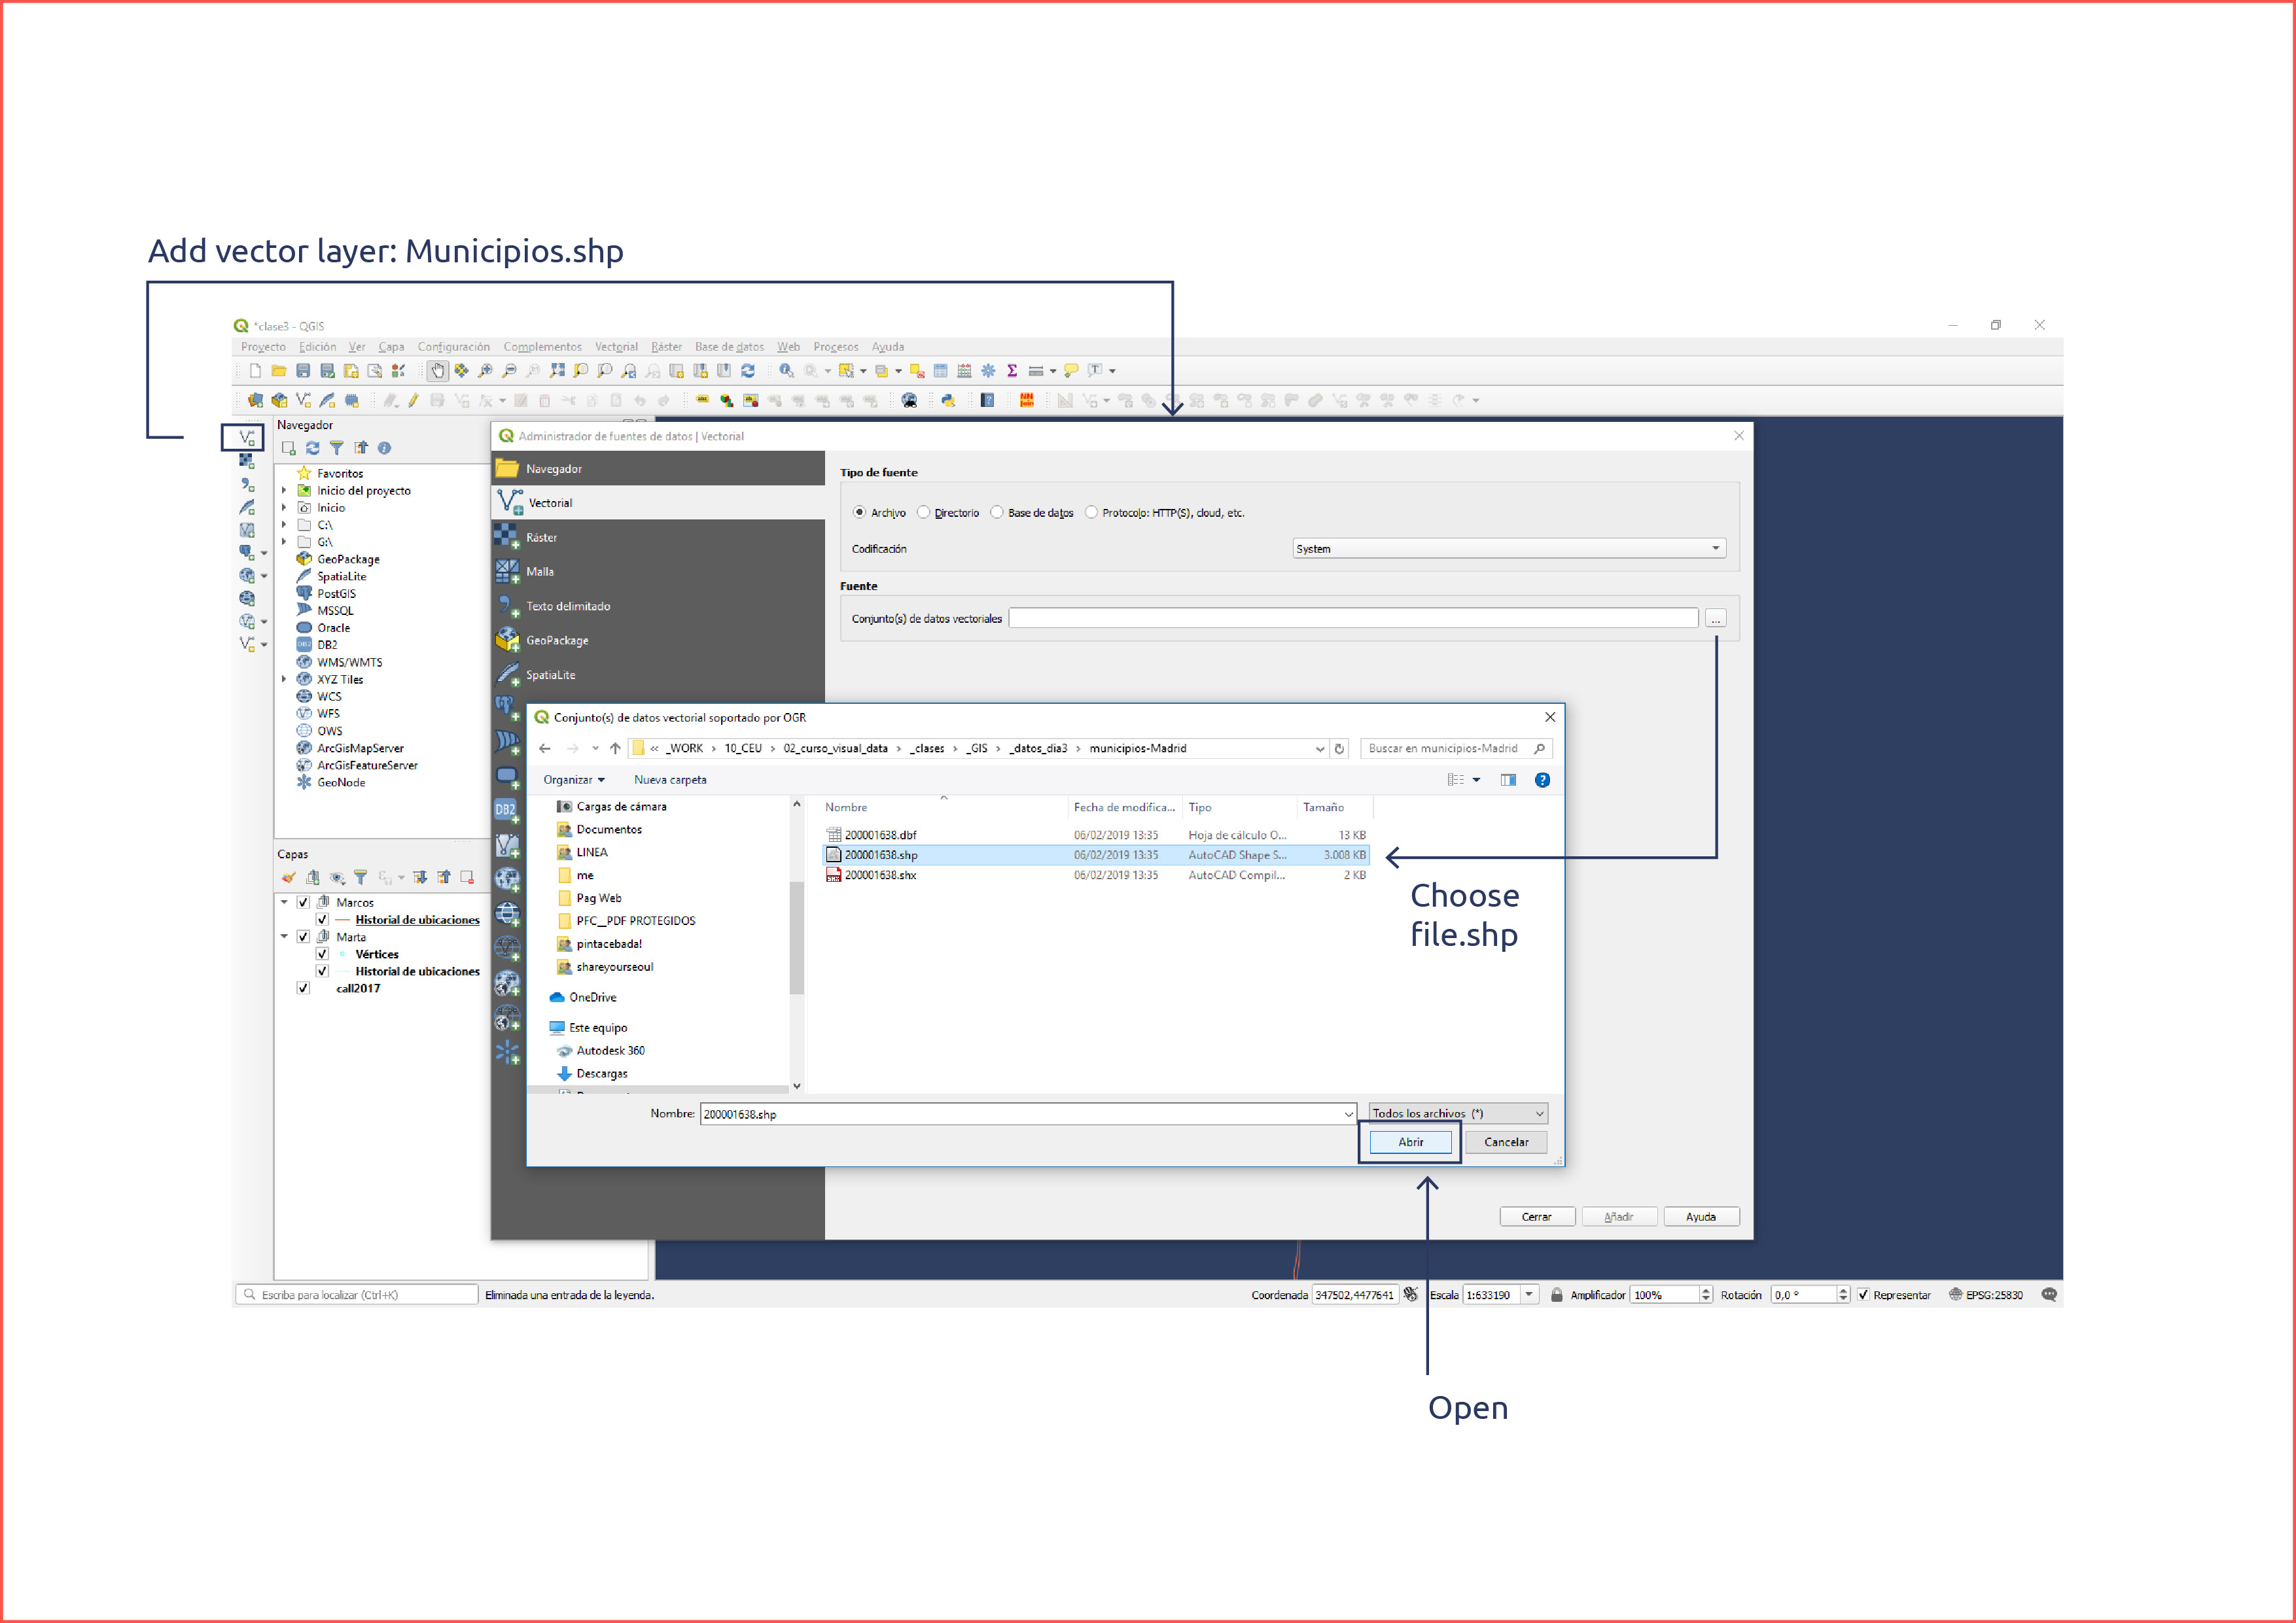 Add vector layer: Municipios.shp
*clase3 - QGIS
Proyecto Edición Ver Capa Configuración Complementos Vectorial Ráster Base de datos Web Procesos Ayuda
Navegador
Favoritos
Inicio del proyecto
Inicio
C:\
G:\
GeoPackage
SpatiaLite
PostGIS
MSSQL
Oracle
DB2
WMS/WMTS
XYZ Tiles
WCS
WFS
OWS
ArcGisMapServer
ArcGisFeatureServer
GeoNode
Capas
Marcos
Historial de ubicaciones
Marta
Vértices
Historial de ubicaciones
call2017
Administrador de fuentes de datos | Vectorial
Navegador
Vectorial
Ráster
Malla
Texto delimitado
GeoPackage
SpatiaLite
DB2
Tipo de fuente
Archivo Directorio Base de datos Protocolo: HTTP(S), cloud, etc.
Codificación System
Fuente
Conjunto(s) de datos vectoriales ...
Conjunto(s) de datos vectorial soportado por OGR
« _WORK › 10_CEU › 02_curso_visual_data › _clases › _GIS › _datos_dia3 › municipios-Madrid
Buscar en municipios-Madrid
Organizar Nueva carpeta
Cargas de cámara
Documentos
LINEA
me
Pag Web
PFC__PDF PROTEGIDOS
pintacebada!
shareyourseoul
OneDrive
Este equipo
Autodesk 360
Descargas
Nombre Fecha de modifica... Tipo Tamaño
200001638.dbf 06/02/2019 13:35 Hoja de cálculo O... 13 KB
200001638.shp 06/02/2019 13:35 AutoCAD Shape S... 3.008 KB
200001638.shx 06/02/2019 13:35 AutoCAD Compil... 2 KB
Choose
file.shp
Nombre: 200001638.shp Todos los archivos (*)
Abrir Cancelar
Cerrar Añadir Ayuda
Escriba para localizar (Ctrl+K) Eliminada una entrada de la leyenda. Coordenada 347502,4477641 Escala 1:633190 Amplificador 100% Rotación 0,0 ° Representar EPSG:25830
Open